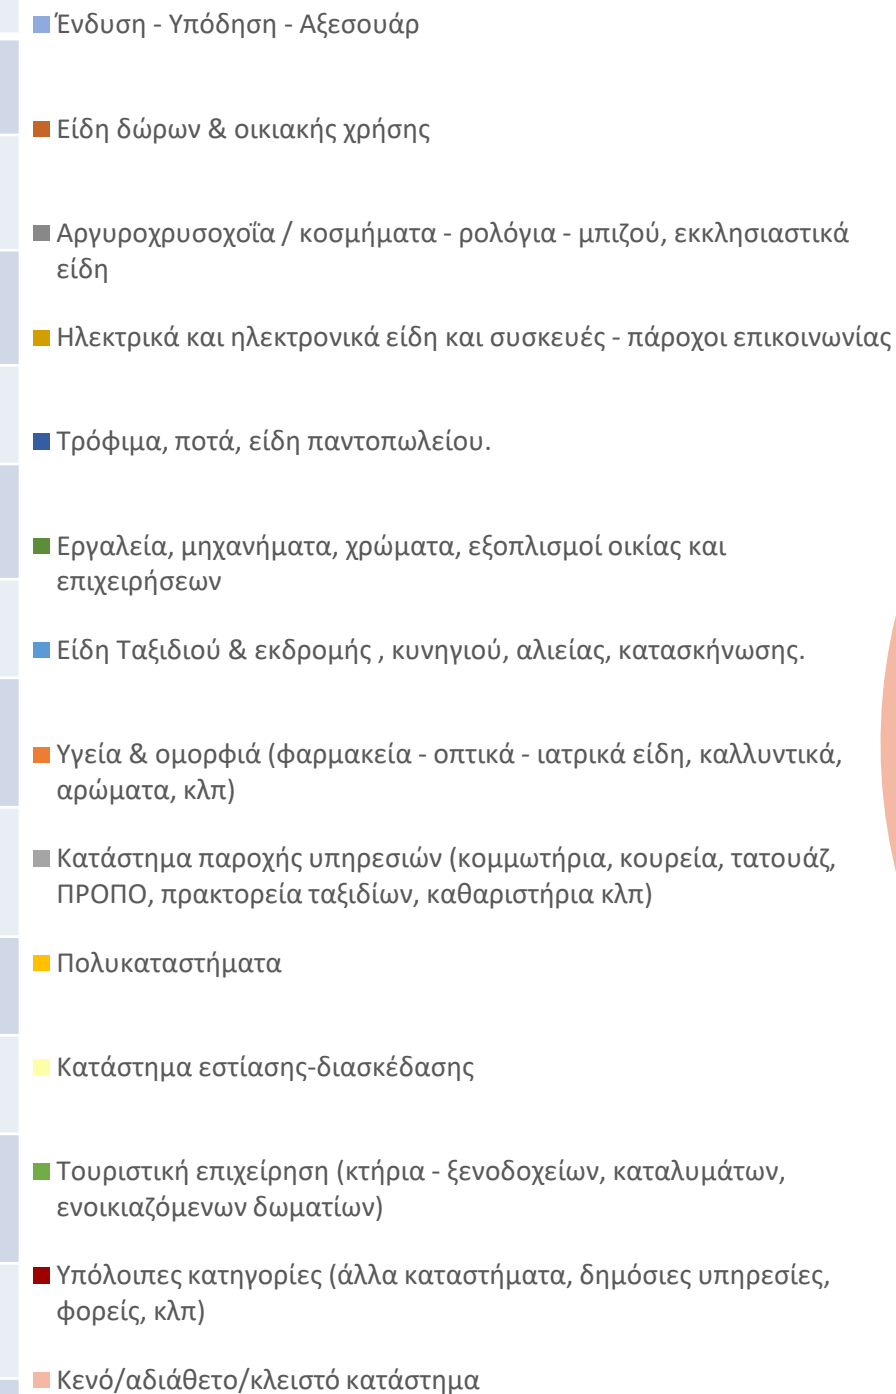 Ένδυση - Υπόδηση - Αξεσουάρ
Είδη δώρων & οικιακής χρήσης
Αργυροχρυσοχοΐα / κοσμήματα - ρολόγια - μπιζού, εκκλησιαστικά
είδη
Ηλεκτρικά και ηλεκτρονικά είδη και συσκευές - πάροχοι επικοινωνίας
Τρόφιμα, ποτά, είδη παντοπωλείου.
Εργαλεία, μηχανήματα, χρώματα, εξοπλισμοί οικίας και
επιχειρήσεων
Είδη Ταξιδιού & εκδρομής , κυνηγιού, αλιείας, κατασκήνωσης.
Υγεία & ομορφιά (φαρμακεία - οπτικά - ιατρικά είδη, καλλυντικά,
αρώματα, κλπ)
Κατάστημα παροχής υπηρεσιών (κομμωτήρια, κουρεία, τατουάζ,
ΠΡΟΠΟ, πρακτορεία ταξιδίων, καθαριστήρια κλπ)
Πολυκαταστήματα
Κατάστημα εστίασης-διασκέδασης
Τουριστική επιχείρηση (κτήρια - ξενοδοχείων, καταλυμάτων,
ενοικιαζόμενων δωματίων)
Υπόλοιπες κατηγορίες (άλλα καταστήματα, δημόσιες υπηρεσίες,
φορείς, κλπ)
Κενό/αδιάθετο/κλειστό κατάστημα